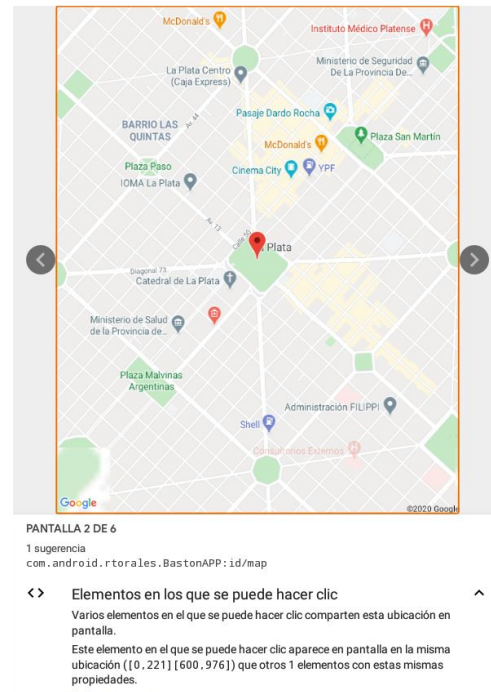 McDonald's
Instituto Médico Platense
Ministerio de Seguridad
De La Provincia De...
La Plata Centro
(Caja Express)
Av. 44
Pasaje Dardo Rocha
BARRIO LAS
QUINTAS
Plaza San Martín
McDonald's
Plaza Paso
Cinema City
YPF
IOMA La Plata
Av. 13
Calle 50
Plata
Diagonal 73
Catedral de La Plata
Ministerio de Salud
de la Provincia de...
Plaza Malvinas
Argentinas
Administración FILIPPI
Shell
Consultorios Externos
Google
©2020 Google
PANTALLA 2 DE 6
1 sugerencia
com.android.rtorales.BastonAPP:id/map
Elementos en los que se puede hacer clic
Varios elementos en el que se puede hacer clic comparten esta ubicación en
pantalla.
Este elemento en el que se puede hacer clic aparece en pantalla en la misma
ubicación ([0,221][600,976]) que otros 1 elementos con estas mismas
propiedades.